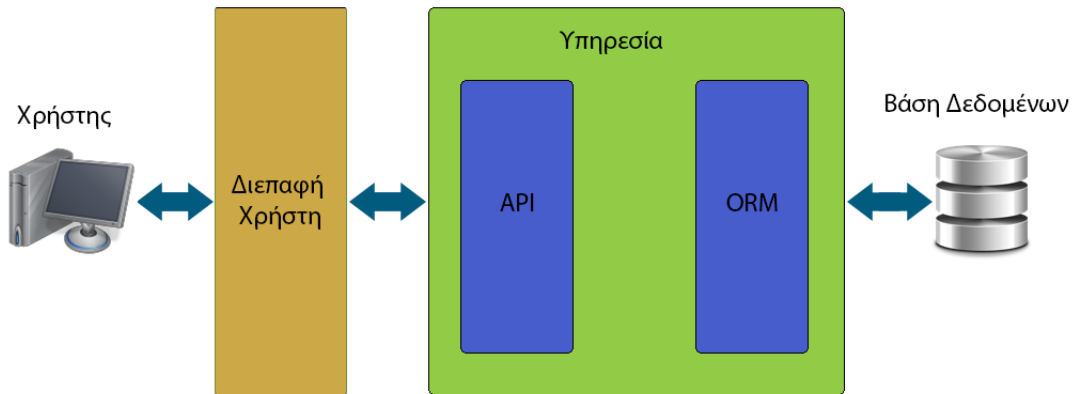 Χρήστης
Διεπαφή
Χρήστη
Υπηρεσία
API
ORM
Βάση Δεδομένων